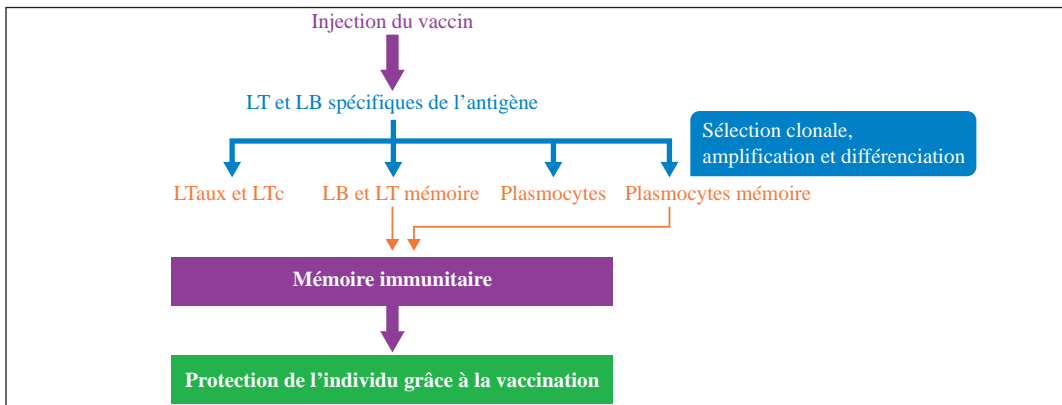 Injection du vaccin
LT et LB spécifiques de l’antigène
Sélection clonale,
amplification et différenciation
LTaux et LTc
LB et LT mémoire
Plasmocytes
Plasmocytes mémoire
Mémoire immunitaire
Protection de l’individu grâce à la vaccination